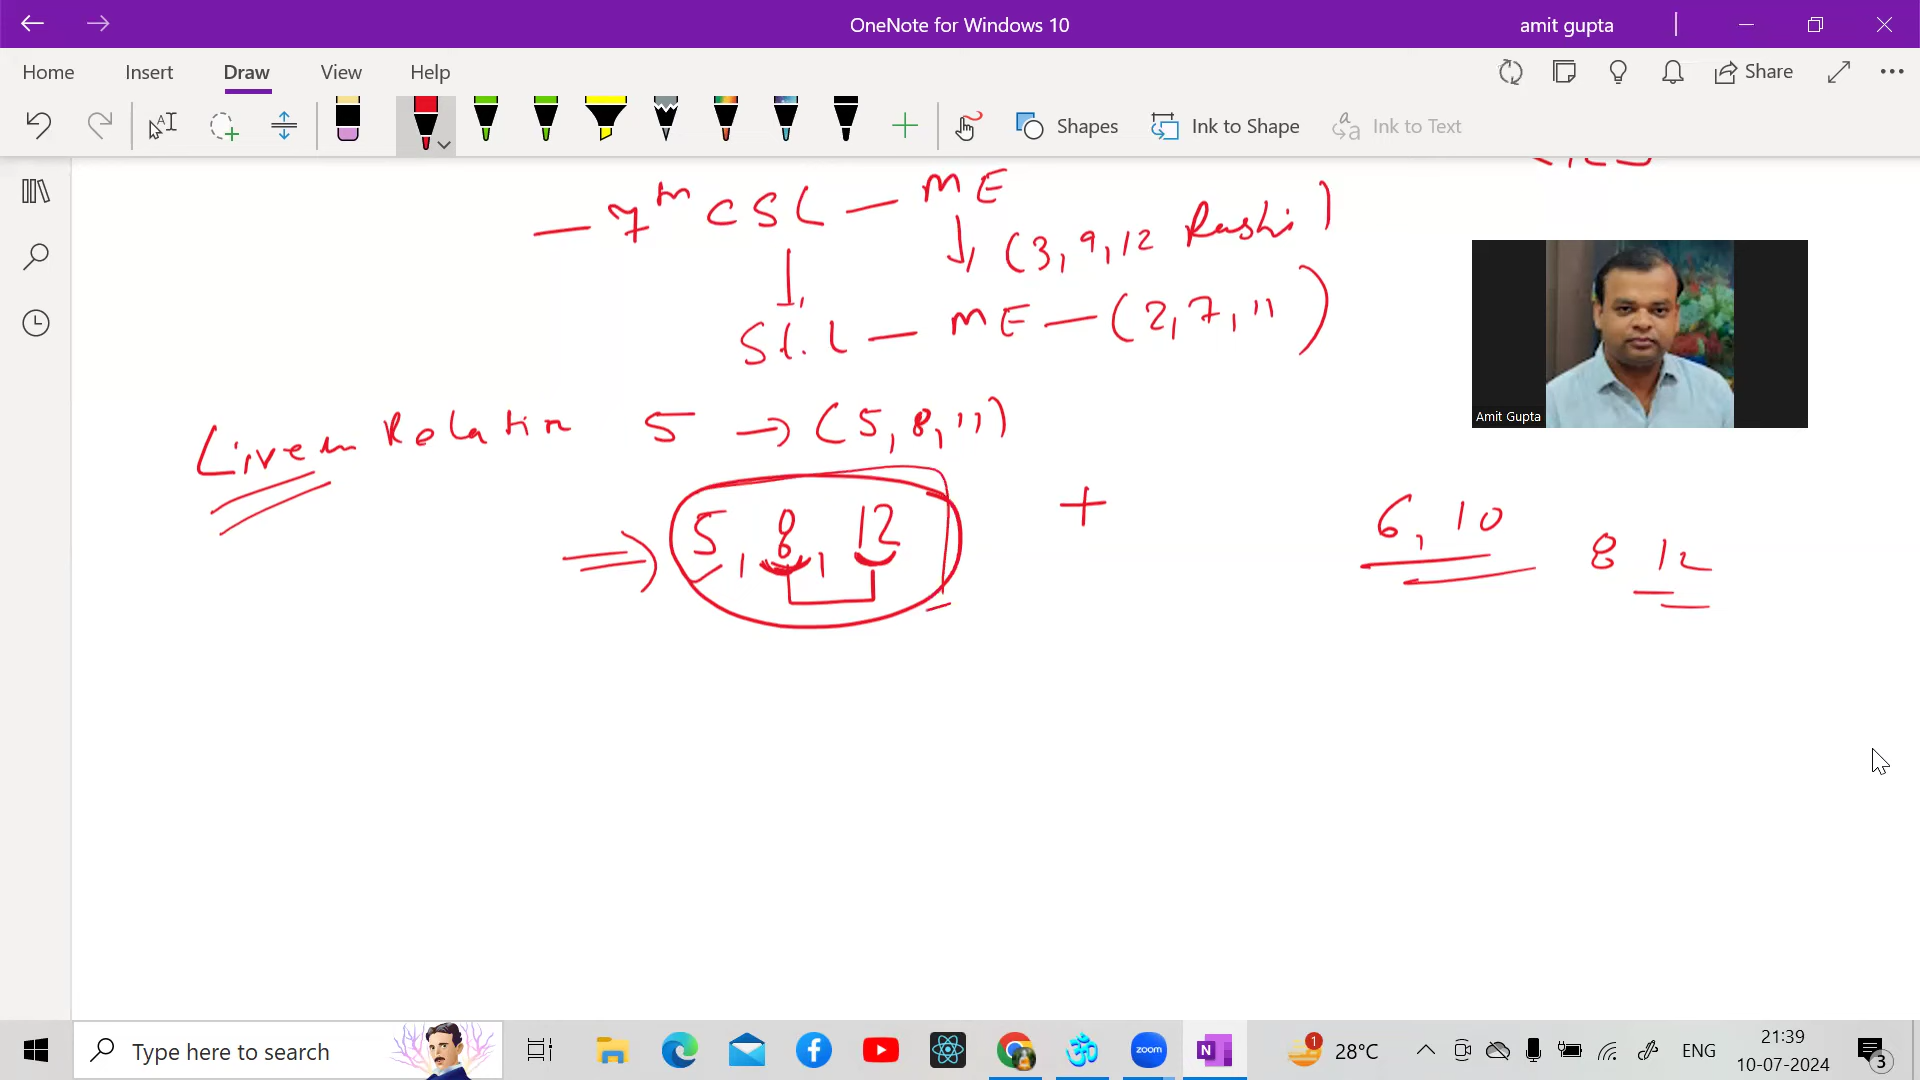 OneNote for Windows 10
amit gupta
Home Insert Draw View Help
Share
Shapes Ink to Shape Ink to Text
— 7th CSL — ME
(3, 9, 12 Rashi)
SL.L — ME — (2, 7, 11)
Amit Gupta
Live in Relation 5 → (5, 8, 11)
⇒ 5, 8, 12 +
6, 10
8 12
Type here to search
zoom
N
1
28°C
ENG
21:39
10-07-2024
3